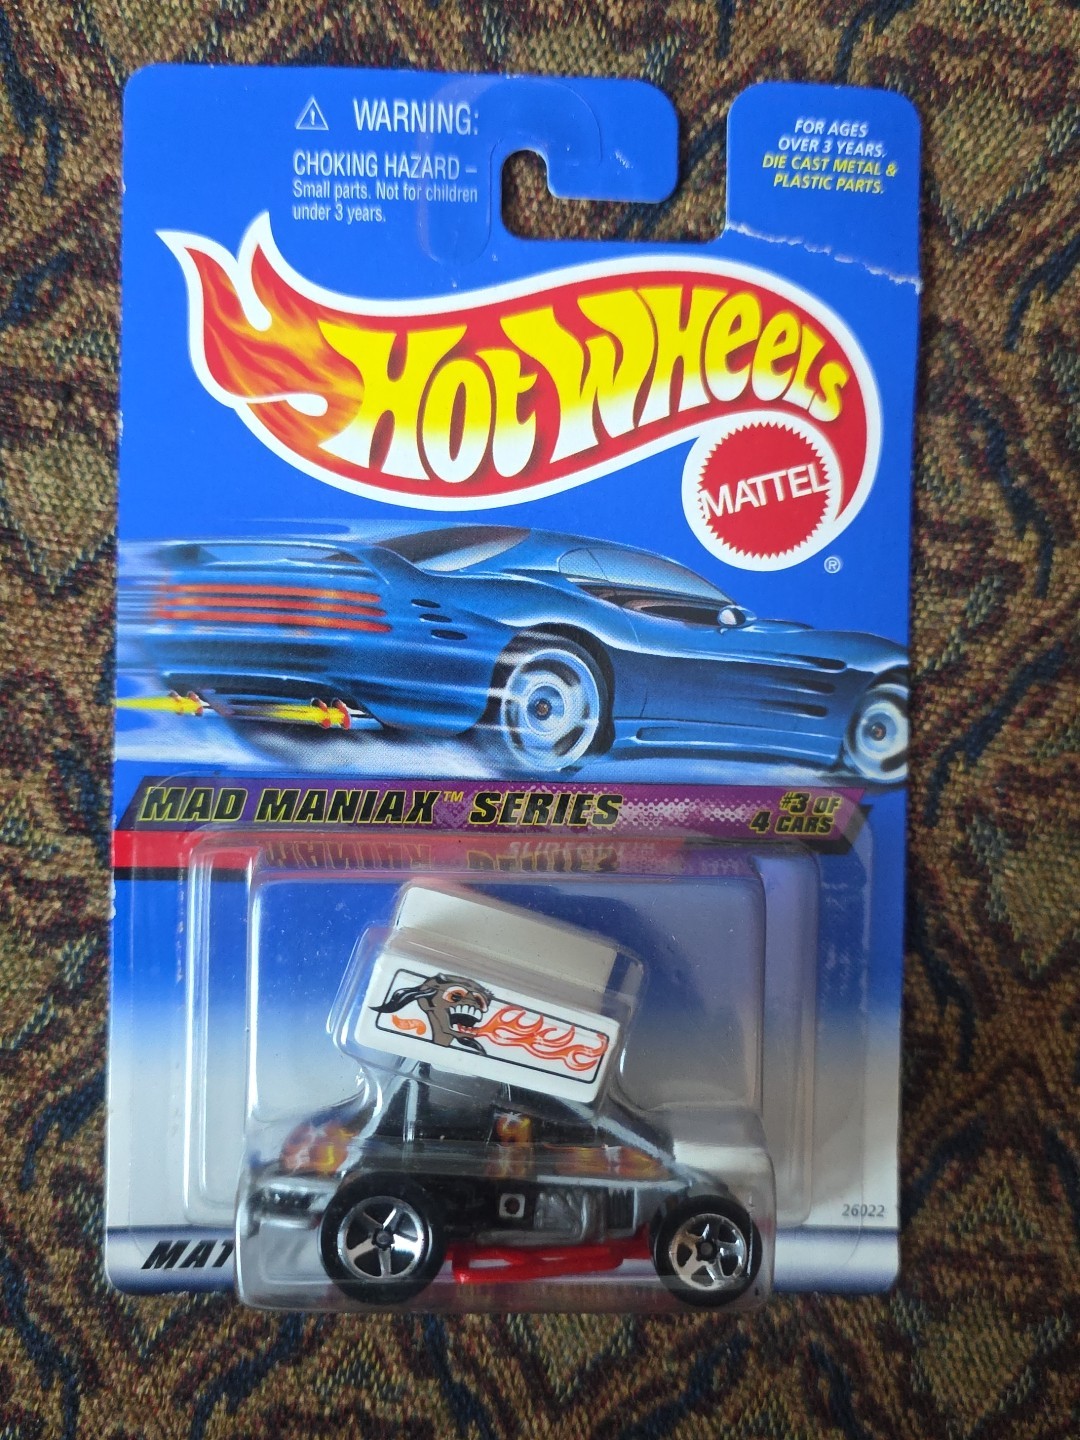 WARNING:
CHOKING HAZARD –
Small parts. Not for children
under 3 years.
FOR AGES
OVER 3 YEARS.
DIE CAST METAL &
PLASTIC PARTS.
HOT WHEELS
MATTEL
®
MAD MANIAX™ SERIES
#3 OF
4 CARS
26022
MAT